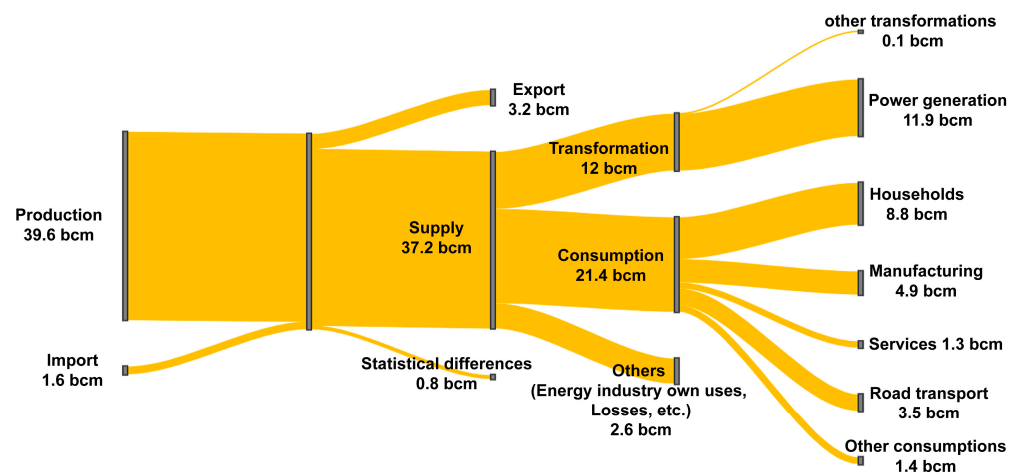 other transformations
0.1 bcm
Export
3.2 bcm
Power generation
11.9 bcm
Transformation
12 bcm
Production
39.6 bcm
Supply
37.2 bcm
Households
8.8 bcm
Consumption
21.4 bcm
Manufacturing
4.9 bcm
Services 1.3 bcm
Import
1.6 bcm
Statistical differences
0.8 bcm
Others
(Energy industry own uses,
Losses, etc.)
2.6 bcm
Road transport
3.5 bcm
Other consumptions
1.4 bcm